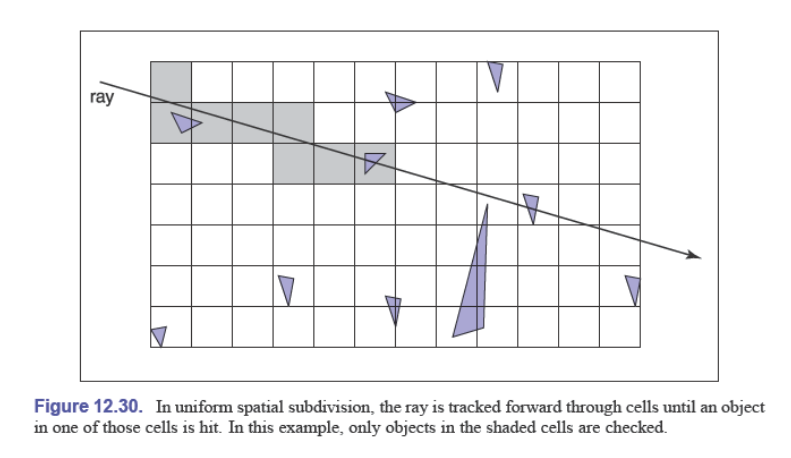 ray
Figure 12.30. In uniform spatial subdivision, the ray is tracked forward through cells until an object
in one of those cells is hit. In this example, only objects in the shaded cells are checked.